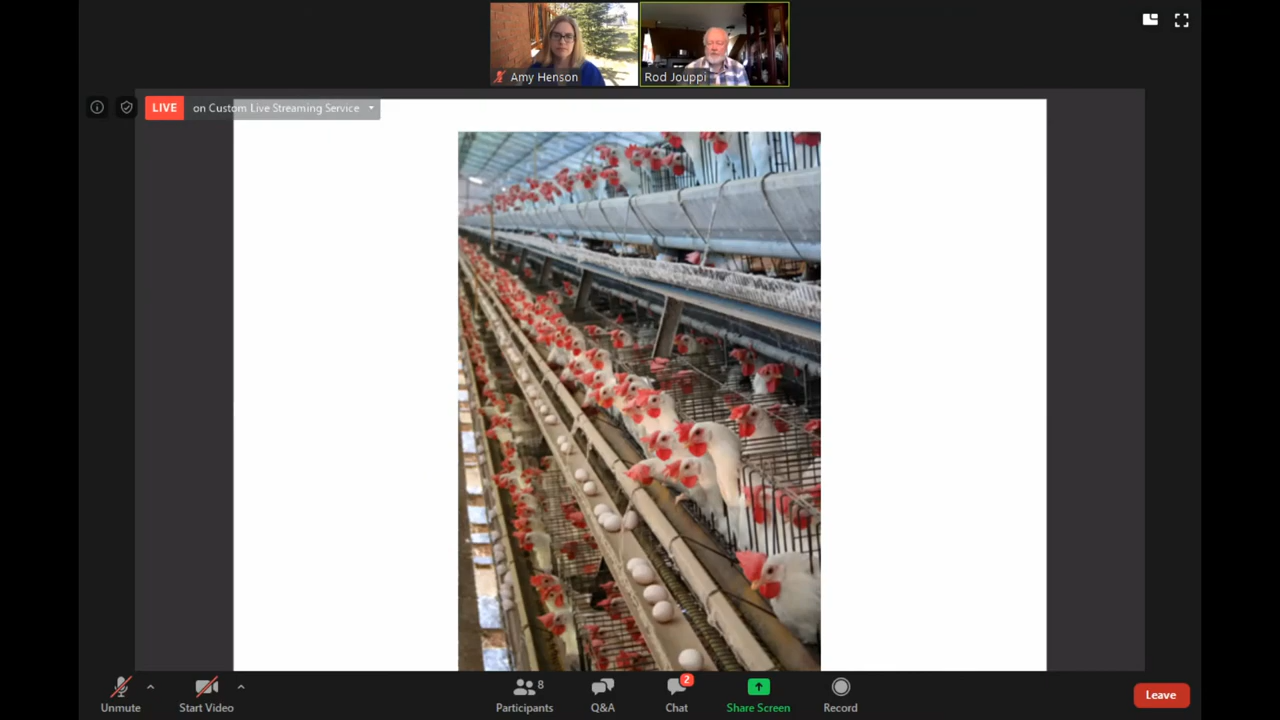 Amy Henson
Rod Jouppi
LIVE on Custom Live Streaming Service
Unmute
Start Video
8
Participants
Q&A
2
Chat
Share Screen
Record
Leave